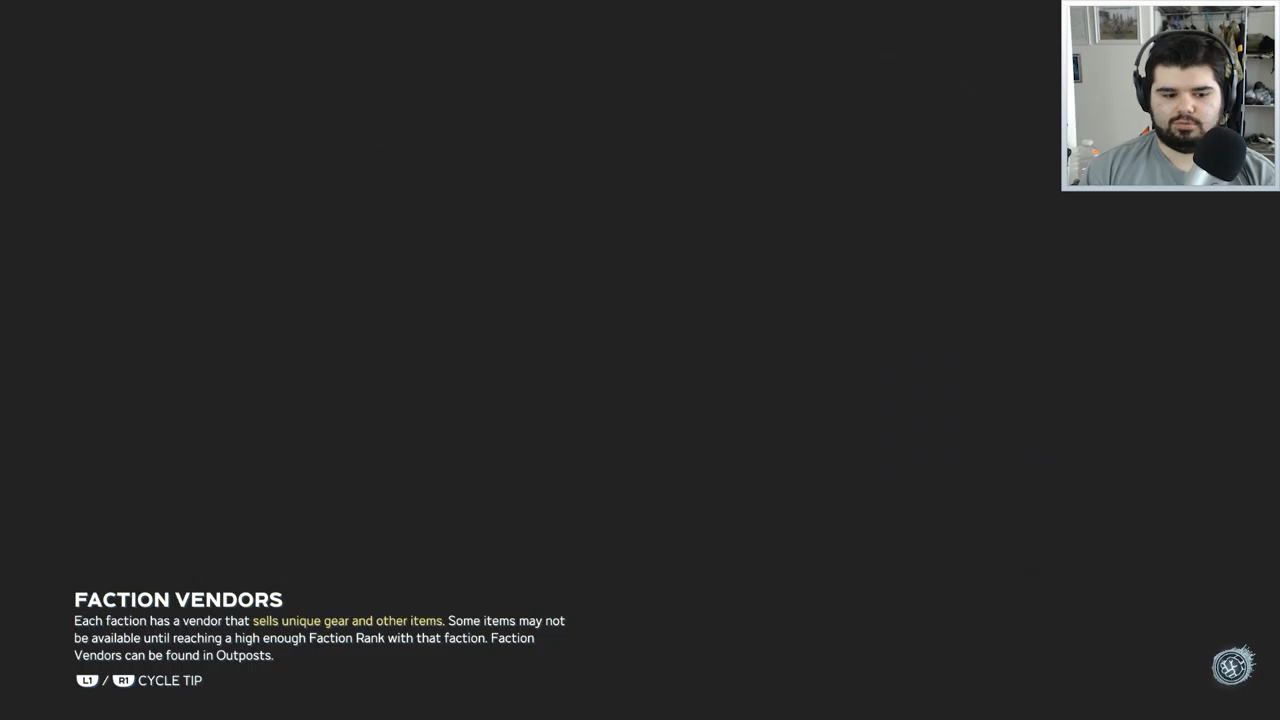 FACTION VENDORS
Each faction has a vendor that sells unique gear and other items. Some items may not
be available until reaching a high enough Faction Rank with that faction. Faction
Vendors can be found in Outposts.
L1 / R1 CYCLE TIP